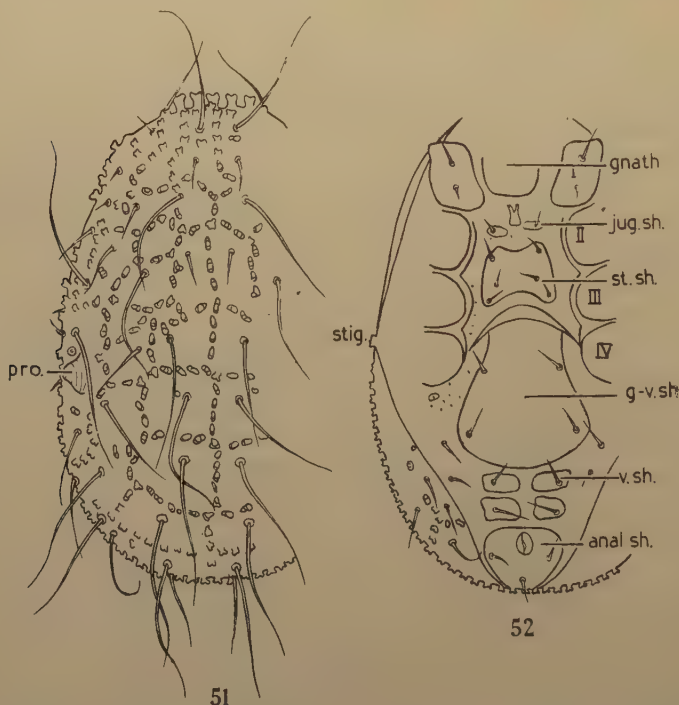 gnath
jug.sh.
II
st.sh.
III
stig.
IV
pro.
g-v.sh
v.sh.
anal sh.
52
51